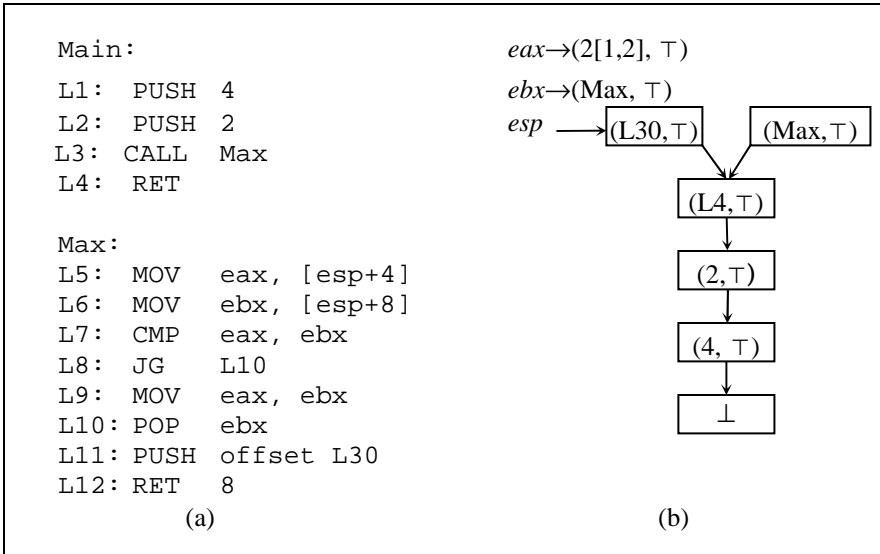 Main:
L1: PUSH 4
L2: PUSH 2
L3: CALL Max
L4: RET
Max:
L5: MOV eax, [esp+4]
L6: MOV ebx, [esp+8]
L7: CMP eax, ebx
L8: JG L10
L9: MOV eax, ebx
L10: POP ebx
L11: PUSH offset L30
L12: RET 8
(a)
eax→(2[1,2], ⊤)
ebx→(Max, ⊤)
esp (L30,⊤) (Max,⊤)
(L4,⊤)
(2,⊤)
(4, ⊤)
⊥
(b)